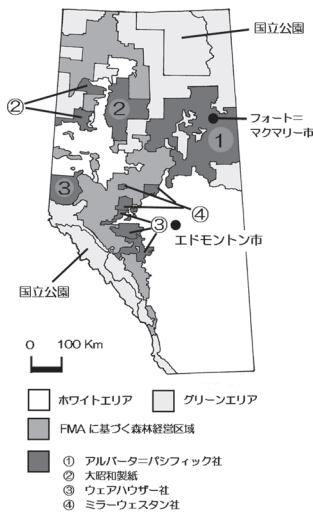 国立公園
②
②
フォート=
マクマリー市
①
③
④
③
エドモントン市
国立公園
0 100 Km
ホワイトエリア グリーンエリア
FMA に基づく森林経営区域
① アルバータ=パシフィック社
② 大昭和製紙
③ ウェアハウザー社
④ ミラーウェスタン社